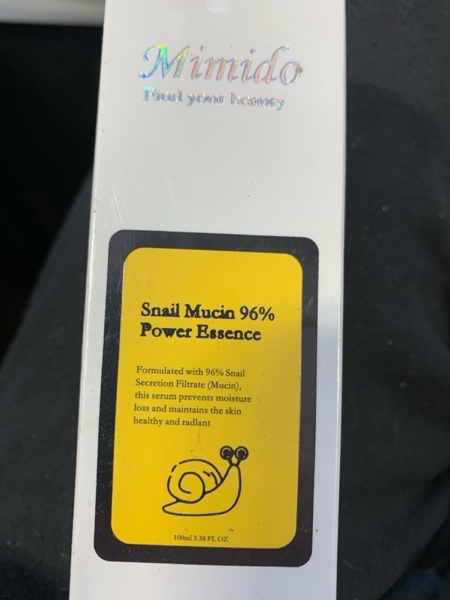 Mimido
Find your beauty
Snail Mucin 96%
Power Essence
Formulated with 96% Snail
Secretion Filtrate (Mucin),
this serum prevents moisture
loss and maintains the skin
healthy and radlant
100ml 3.38 FL OZ